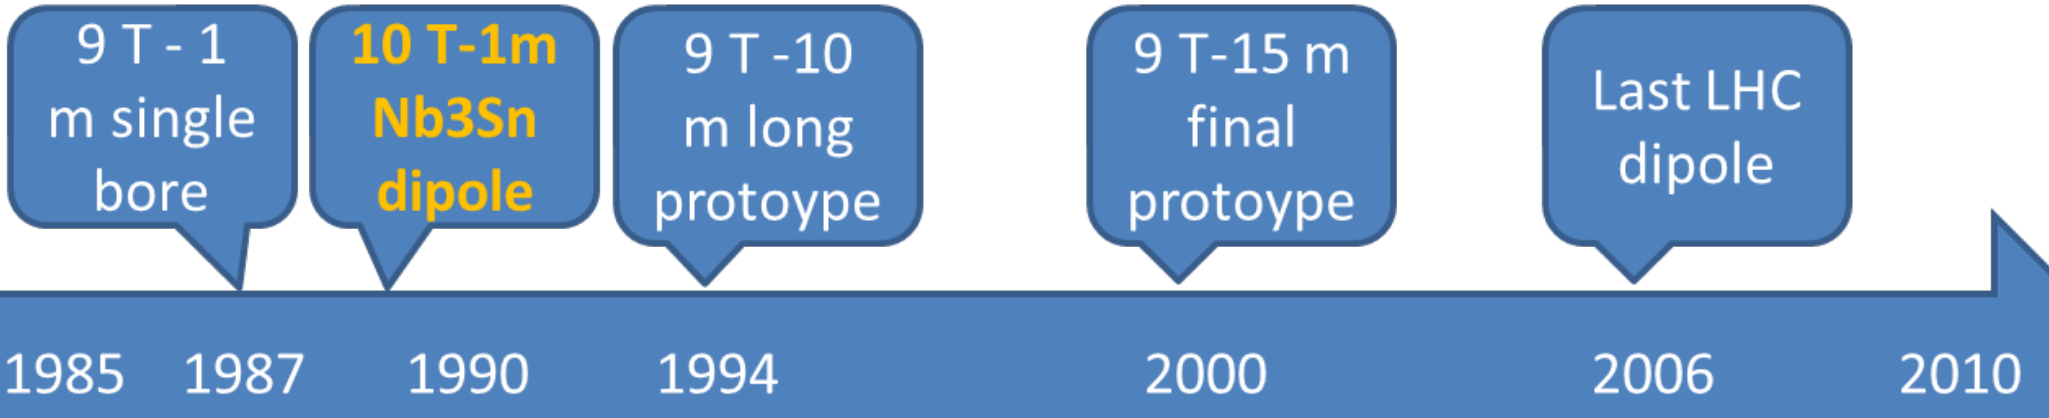 9 T - 1
m single
bore
10 T-1m
Nb3Sn
dipole
9 T -10
m long
protoype
9 T-15 m
final
protoype
Last LHC
dipole
1985 1987 1990 1994 2000 2006 2010